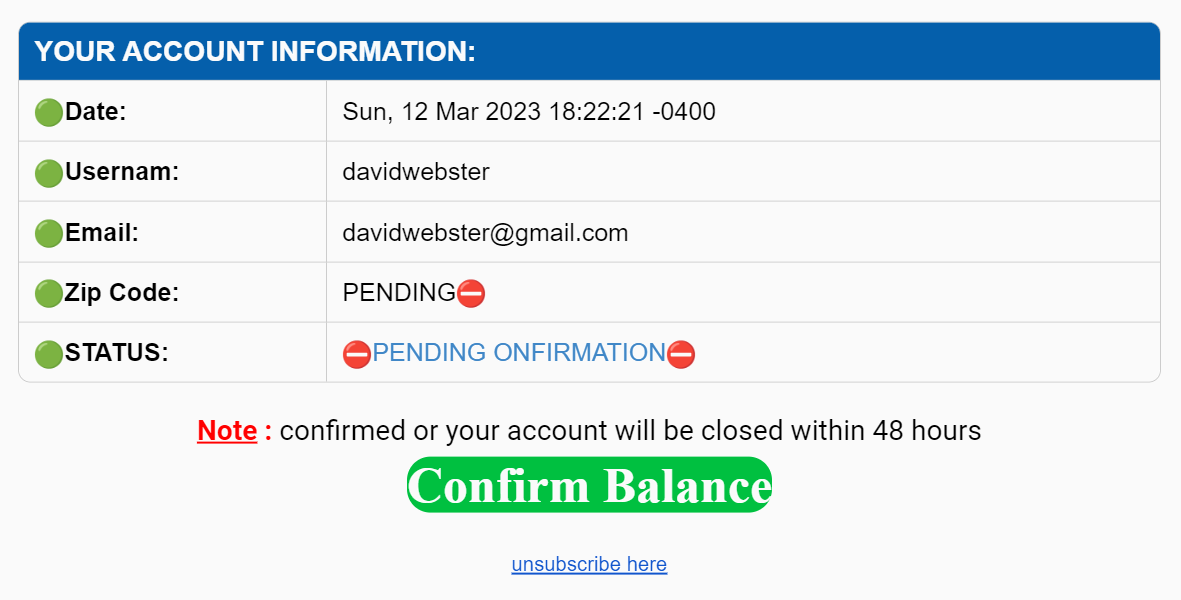 YOUR ACCOUNT INFORMATION:
🟢Date: Sun, 12 Mar 2023 18:22:21 -0400
🟢Usernam: davidwebster
🟢Email: davidwebster@gmail.com
🟢Zip Code: PENDING⛔
🟢STATUS: ⛔PENDING ONFIRMATION⛔
Note : confirmed or your account will be closed within 48 hours
Confirm Balance
unsubscribe here